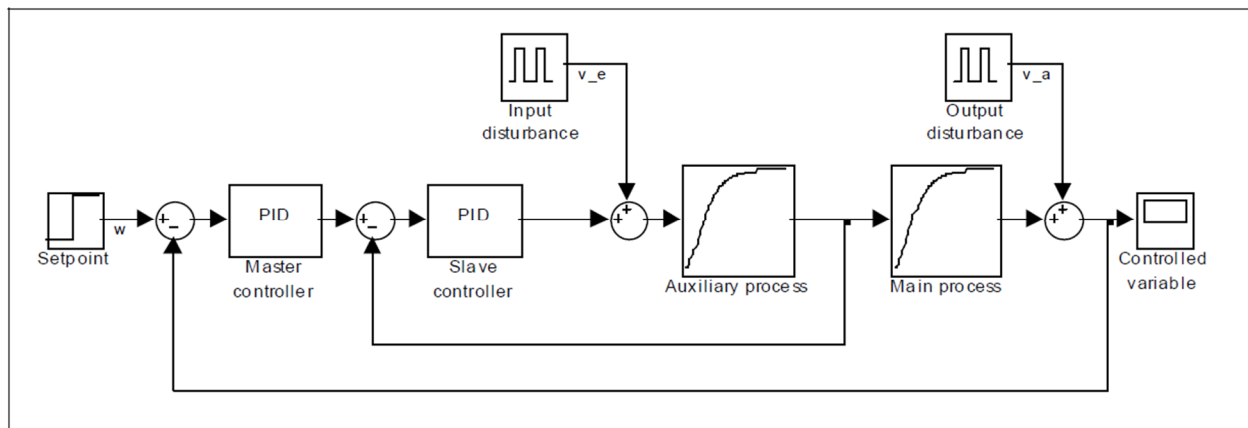 v_e
Input
disturbance
v_a
Output
disturbance
w
Setpoint
+
−
PID
Master
controller
+
−
PID
Slave
controller
+
+
Auxiliary process
Main process
+
+
Controlled
variable